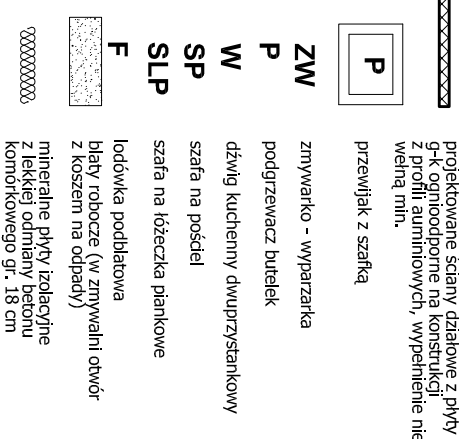 projektowane ściany działowe z płyty
g-k ognioodporne na konstrukcji
z profili auminiowych, wypełnienie nie
wełną min.
P przewijak z szafką
ZW zmywarko - wyparzarka
P podgrzewacz butelek
W dźwig kuchenny dwuprzystankowy
SP szafa na pościel
SLP szafa na łóżeczka piankowe
F lodówka podblatowa
blaty robocze (w zmywalni otwór
z koszem na odpady)
mineralne płyty izolacyjne
z lekkiej odmiany betonu
komórkowego gr. 18 cm